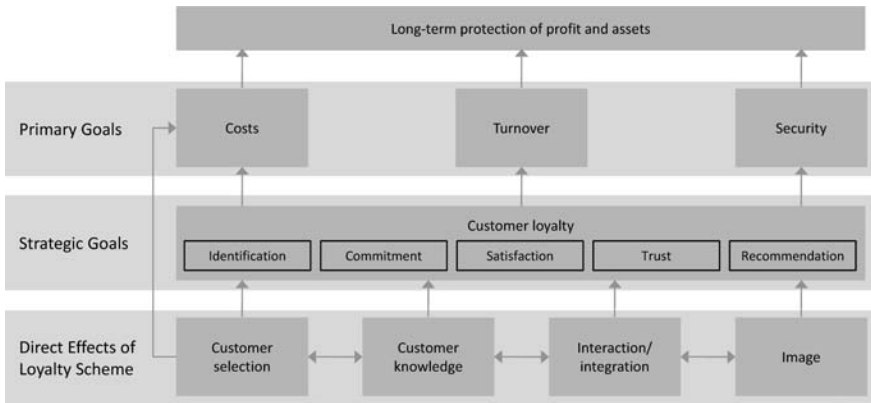 Long-term protection of profit and assets
Primary Goals
Costs
Turnover
Security
Strategic Goals
Customer loyalty
Identification
Commitment
Satisfaction
Trust
Recommendation
Direct Effects of
Loyalty Scheme
Customer
selection
Customer
knowledge
Interaction/
integration
Image